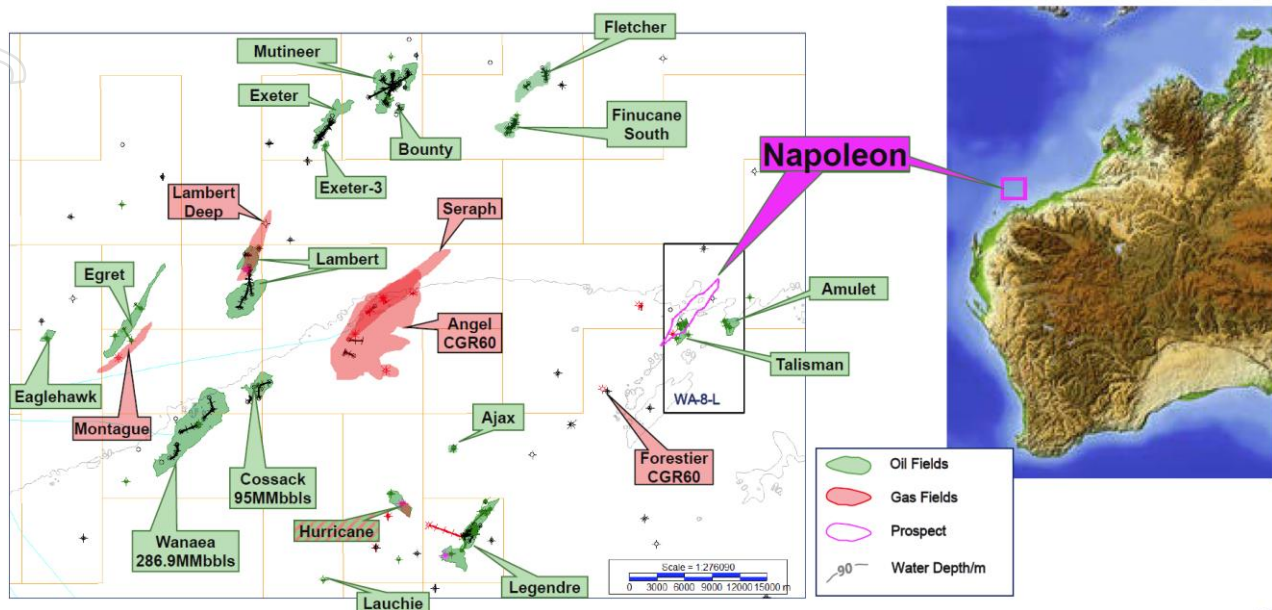 Fletcher
Mutineer
Exeter
Finucane
South
Bounty
Napoleon
Exeter-3
Lambert
Deep
Seraph
Lambert
Egret
Amulet
Angel
CGR60
Talisman
Eaglehawk
WA-8-L
Montague
Ajax
Forestier
CGR60
Cossack
95MMbbls
Hurricane
Wanaea
286.9MMbbls
Legendre
Lauchie
Scale = 1:276090
0 3000 6000 9000 12000 15000 m
Oil Fields
Gas Fields
Prospect
90 Water Depth/m